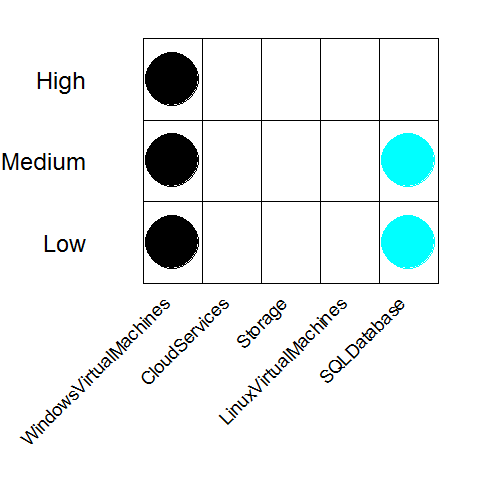 High
Medium
Low
WindowsVirtualMachines
CloudServices
Storage
LinuxVirtualMachines
SQLDatabase